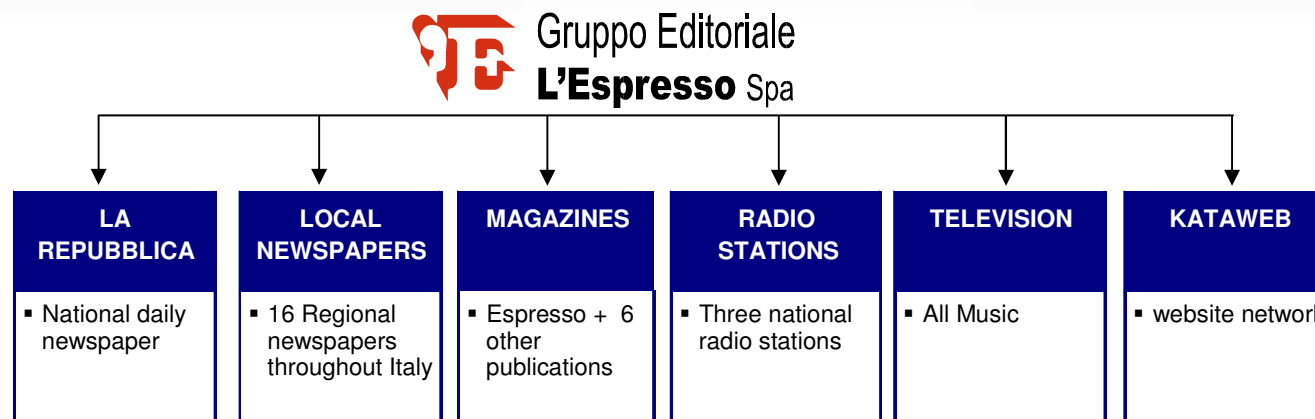 Gruppo Editoriale
L'Espresso Spa
LA
REPUBBLICA
▪ National daily
newspaper
LOCAL
NEWSPAPERS
▪ 16 Regional
newspapers
throughout Italy
MAGAZINES
▪ Espresso + 6
other
publications
RADIO
STATIONS
▪ Three national
radio stations
TELEVISION
▪ All Music
KATAWEB
▪ website network